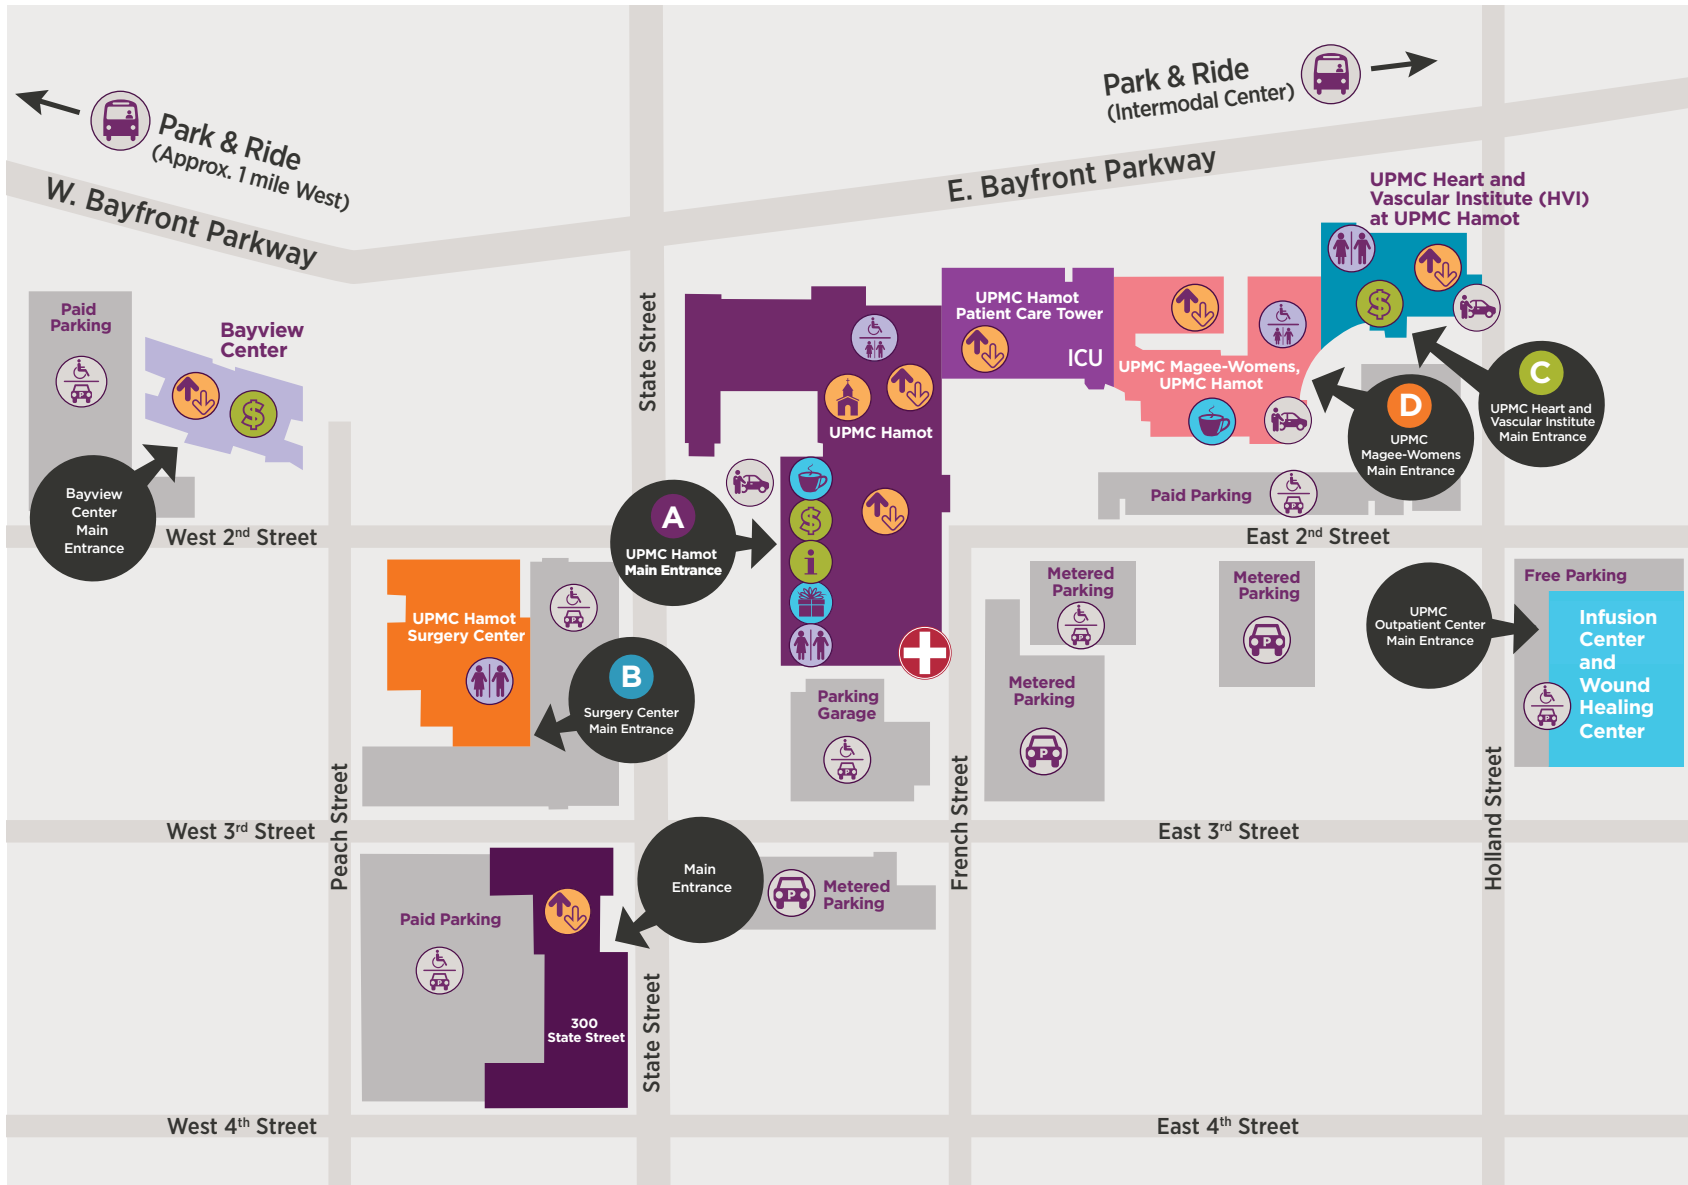 Park & Ride
(Intermodal Center)
Park & Ride
(Approx. 1 mile West)
W. Bayfront Parkway
E. Bayfront Parkway
UPMC Heart and
Vascular Institute (HVI)
at UPMC Hamot
Paid
Parking
Bayview
Center
State Street
UPMC Hamot
Patient Care Tower
ICU
UPMC Magee-Womens,
UPMC Hamot
$
$
UPMC Hamot
C
UPMC Heart and
Vascular Institute
Main Entrance
D
UPMC
Magee-Womens
Main Entrance
Bayview
Center
Main
Entrance
A
UPMC Hamot
Main Entrance
$
i
Paid Parking
P
West 2nd Street
East 2nd Street
UPMC Hamot
Surgery Center
P
B
Surgery Center
Main Entrance
Metered
Parking
P
Metered
Parking
P
UPMC
Outpatient Center
Main Entrance
Free Parking
Infusion
Center
and
Wound
Healing
Center
P
Parking
Garage
P
Metered
Parking
P
Peach Street
French Street
Holland Street
West 3rd Street
East 3rd Street
Main
Entrance
P
Metered
Parking
Paid Parking
P
300
State Street
State Street
West 4th Street
East 4th Street